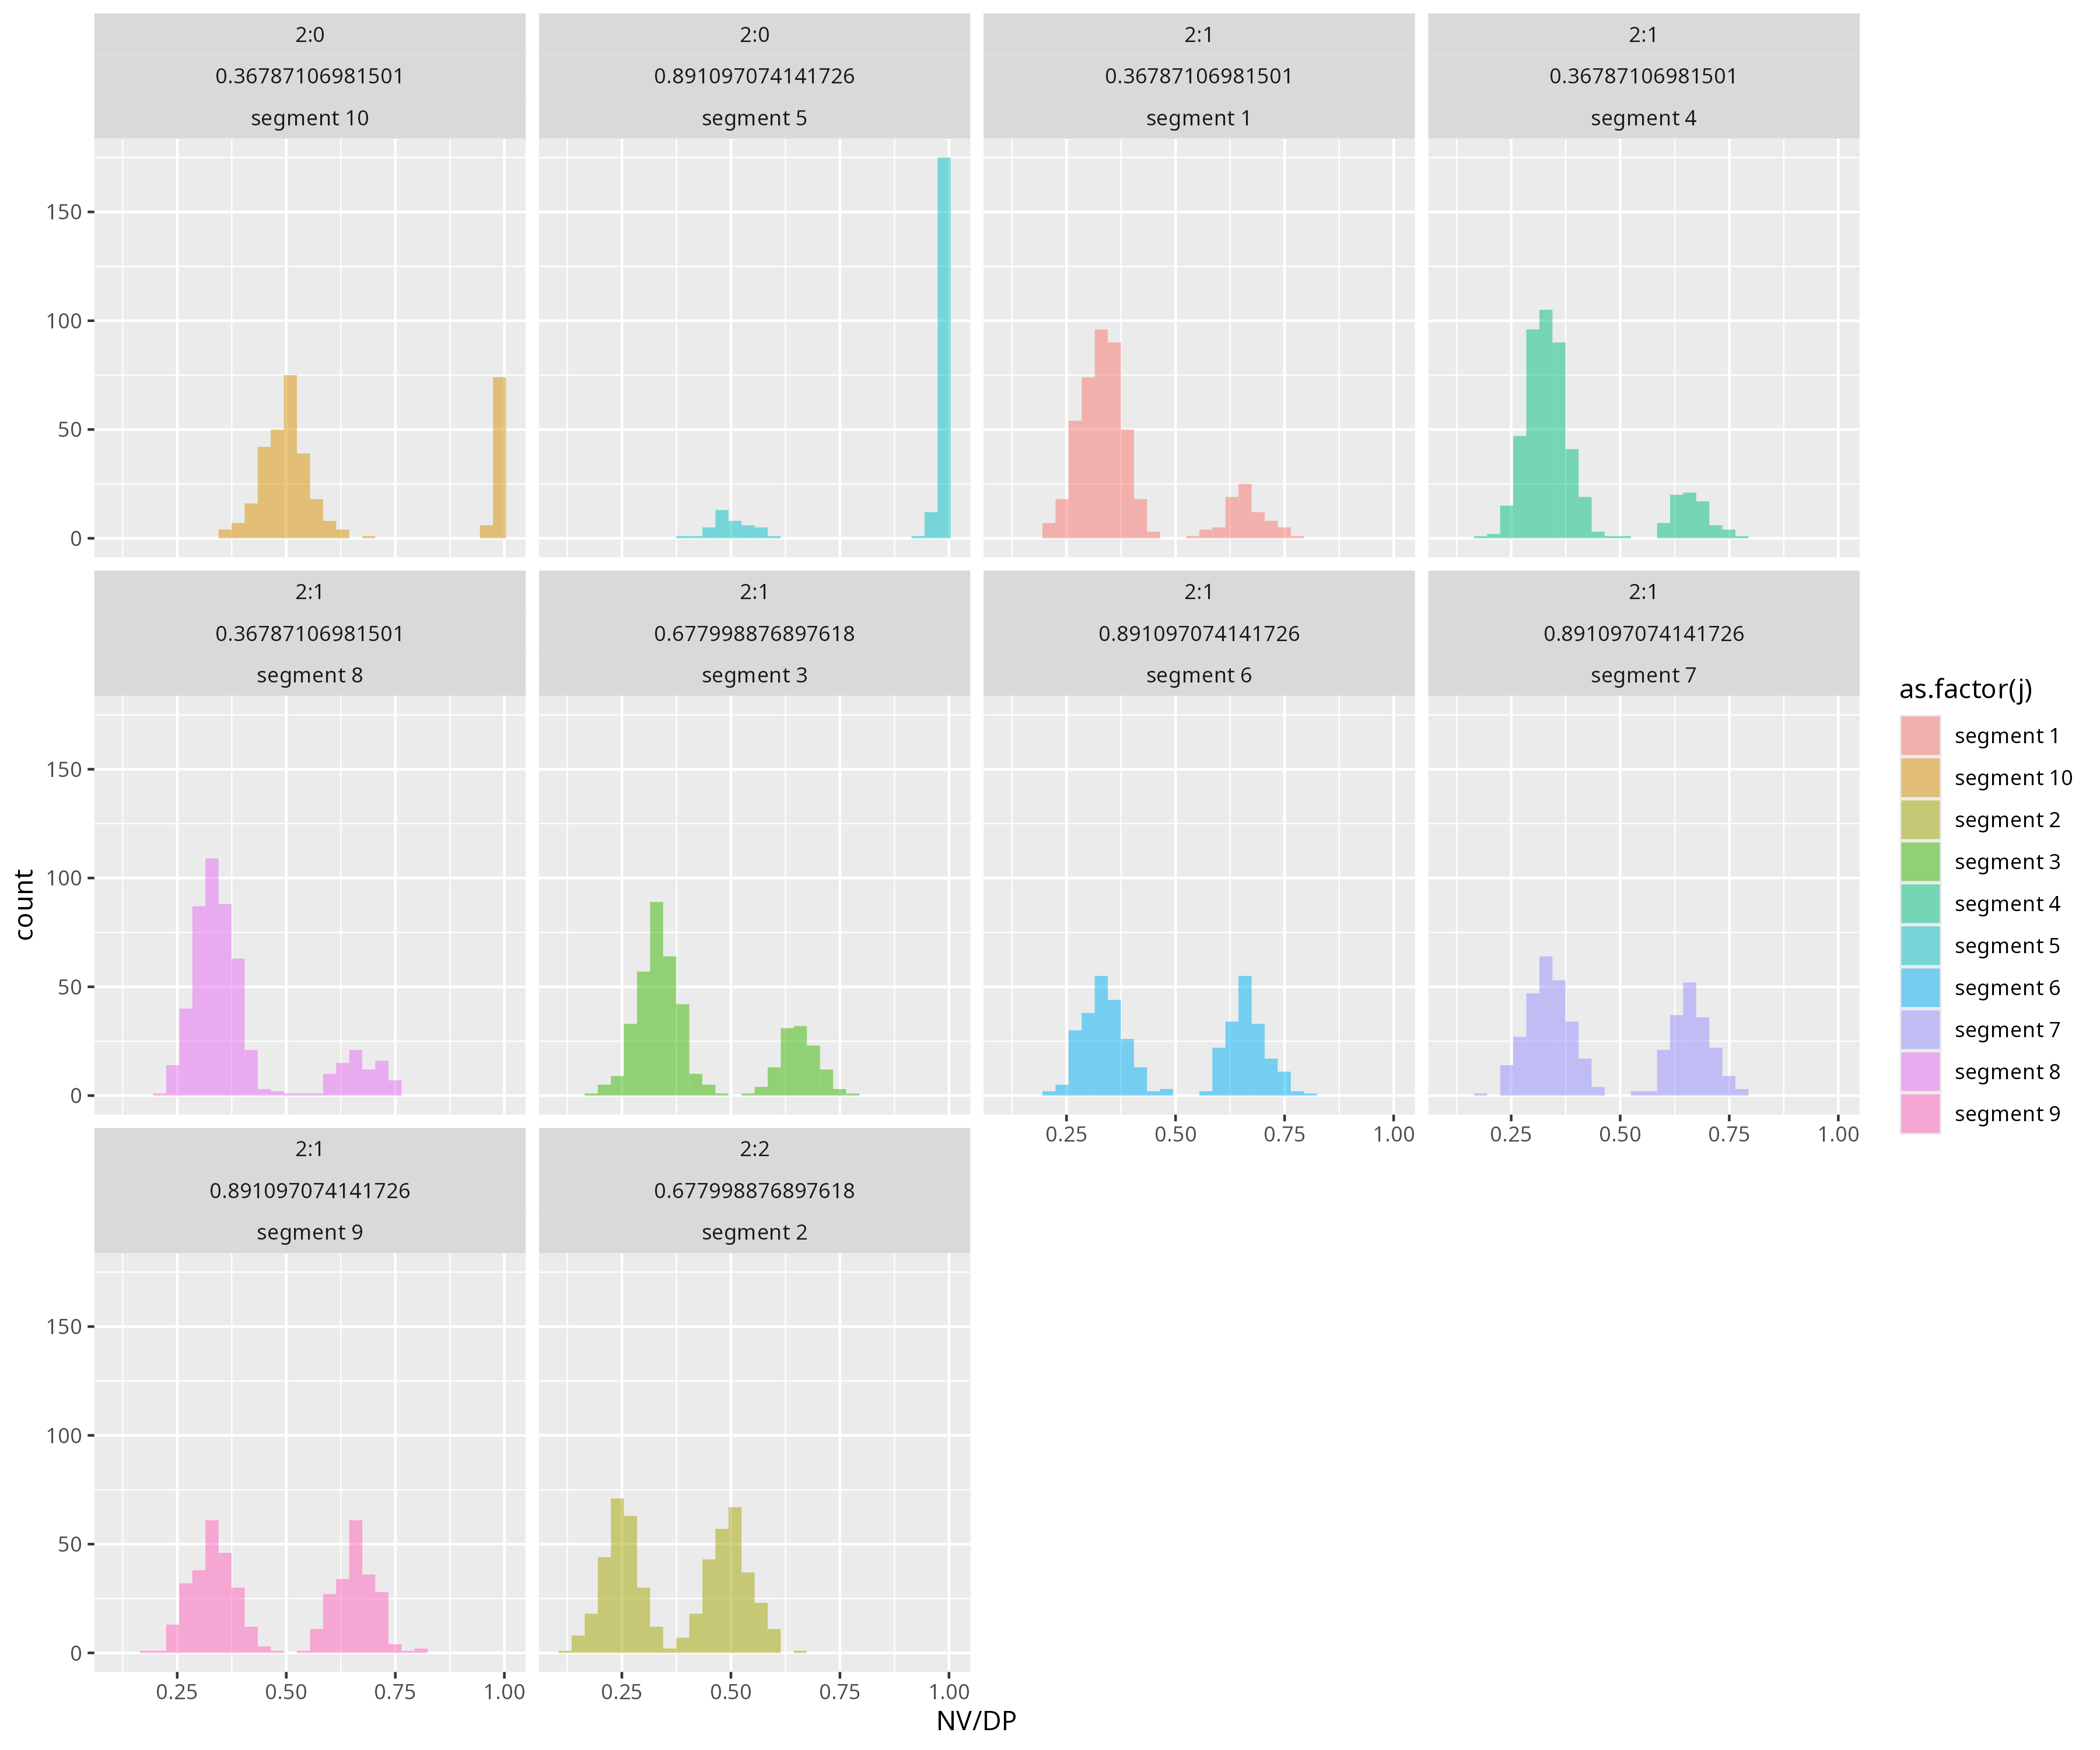 2:0
0.36787106981501
segment 10
2:0
0.891097074141726
segment 5
2:1
0.36787106981501
segment 1
2:1
0.36787106981501
segment 4
150
100
50
0
2:1
0.36787106981501
segment 8
2:1
0.677998876897618
segment 3
2:1
0.891097074141726
segment 6
2:1
0.891097074141726
segment 7
150
100
50
0
0.25 0.50 0.75 1.00
0.25 0.50 0.75 1.00
2:1
0.891097074141726
segment 9
2:2
0.677998876897618
segment 2
150
100
50
0
0.25 0.50 0.75 1.00
0.25 0.50 0.75 1.00
NV/DP
count
as.factor(j)
segment 1
segment 10
segment 2
segment 3
segment 4
segment 5
segment 6
segment 7
segment 8
segment 9